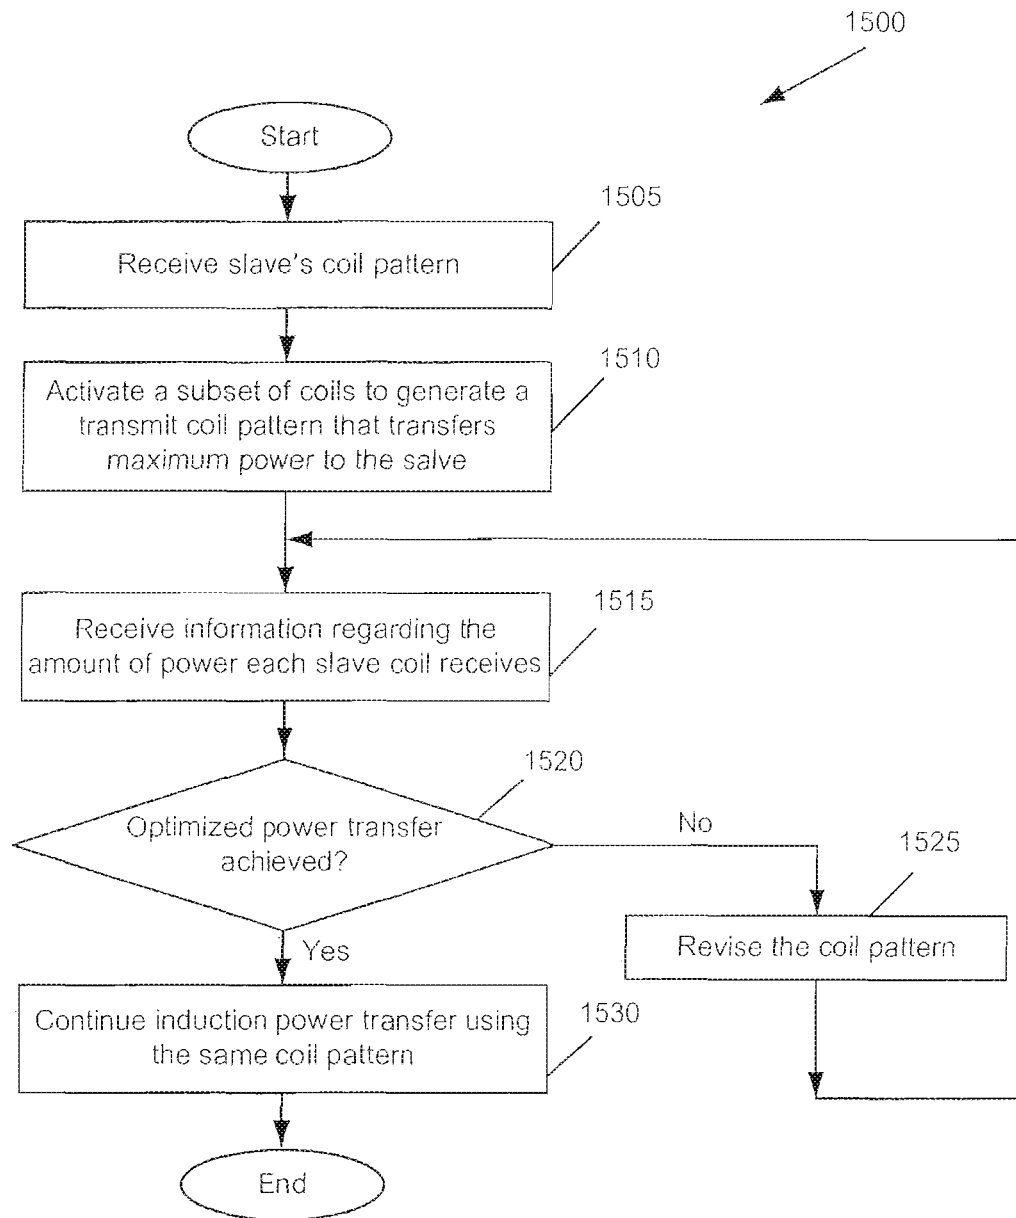 1500
Start
1505
Receive slave's coil pattern
1510
Activate a subset of coils to generate a
transmit coil pattern that transfers
maximum power to the salve
1515
Receive information regarding the
amount of power each slave coil receives
1520
Optimized power transfer
achieved?
No
1525
Revise the coil pattern
Yes
1530
Continue induction power transfer using
the same coil pattern
End